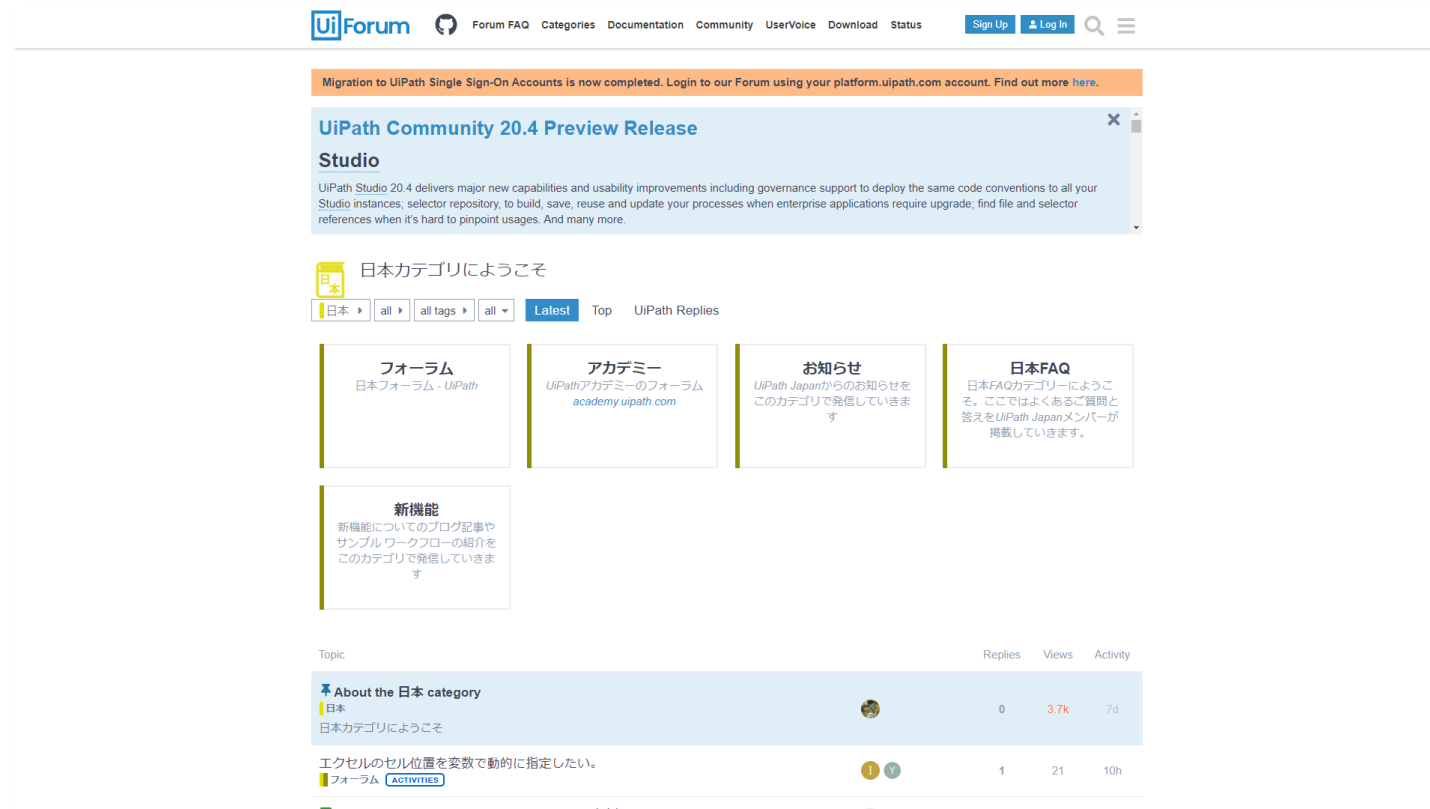 UiForum
Forum FAQ Categories Documentation Community UserVoice Download Status Sign Up Log In
Migration to UiPath Single Sign-On Accounts is now completed. Login to our Forum using your platform.uipath.com account. Find out more here.
UiPath Community 20.4 Preview Release
Studio
UiPath Studio 20.4 delivers major new capabilities and usability improvements including governance support to deploy the same code conventions to all your
Studio instances; selector repository, to build, save, reuse and update your processes when enterprise applications require upgrade; find file and selector
references when it's hard to pinpoint usages. And many more.
日本
日本カテゴリにようこそ
日本 all all tags all Latest Top UiPath Replies
フォーラム
日本フォーラム - UiPath
アカデミー
UiPathアカデミーのフォーラム
academy.uipath.com
お知らせ
UiPath Japanからのお知らせを
このカテゴリで発信していきま
す
日本FAQ
日本FAQカテゴリーにようこ
そ。ここではよくあるご質問と
答えをUiPath Japanメンバーが
掲載していきます。
新機能
新機能についてのブログ記事や
サンプル ワークフローの紹介を
このカテゴリで発信していきま
す
Topic Replies Views Activity
About the 日本 category
日本
日本カテゴリにようこそ
0 3.7k 7d
エクセルのセル位置を変数で動的に指定したい。
フォーラム ACTIVITIES
I Y 1 21 10h